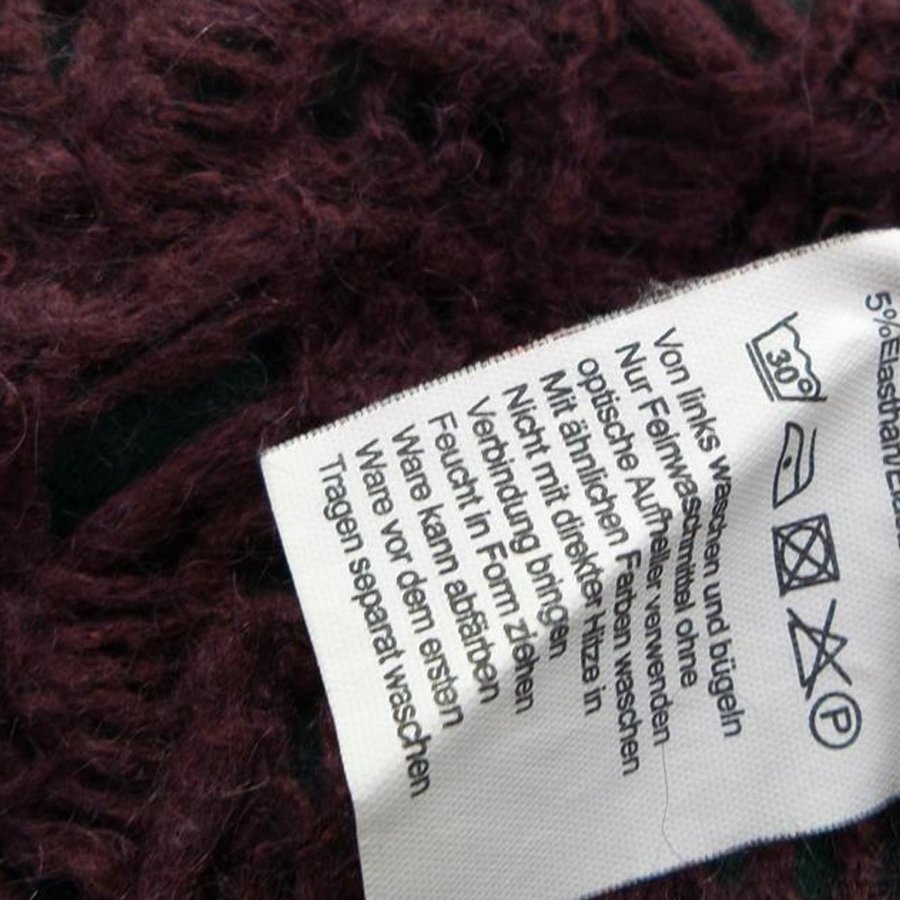 5%Elasthan/Elas
30°
P
Von links waschen und bügeln
Nur Feinwaschmittel ohne
optische Aufheller verwenden
Mit ähnlichen Farben waschen
Nicht mit direkter Hitze in
Verbindung bringen
Feucht in Form ziehen
Ware kann abfärben
Ware vor dem ersten
Tragen separat waschen